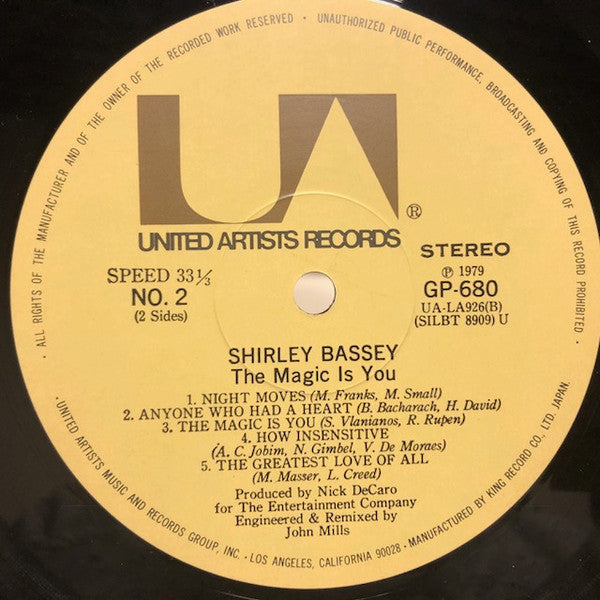 · ALL RIGHTS OF THE MANUFACTURER AND OF THE OWNER OF THE RECORDED WORK RESERVED · UNAUTHORIZED PUBLIC PERFORMANCE, BROADCASTING AND COPYING OF THIS RECORD PROHIBITED ·
UA®
UNITED ARTISTS RECORDS
SPEED 33⅓
NO. 2
(2 Sides)
STEREO
℗ 1979
GP-680
UA-LA926(B)
(SILBT 8909) U
SHIRLEY BASSEY
The Magic Is You
1. NIGHT MOVES (M. Franks, M. Small)
2. ANYONE WHO HAD A HEART (B. Bacharach, H. David)
3. THE MAGIC IS YOU (S. Vlanianos, R. Rupen)
4. HOW INSENSITIVE
(A. C. Jobim, N. Gimbel, V. De Moraes)
5. THE GREATEST LOVE OF ALL
(M. Masser, L. Creed)
Produced by Nick DeCaro
for The Entertainment Company
Engineered & Remixed by
John Mills
· UNITED ARTISTS MUSIC AND RECORDS GROUP, INC. · LOS ANGELES, CALIFORNIA 90028 · MANUFACTURED BY KING RECORD CO., LTD. JAPAN.